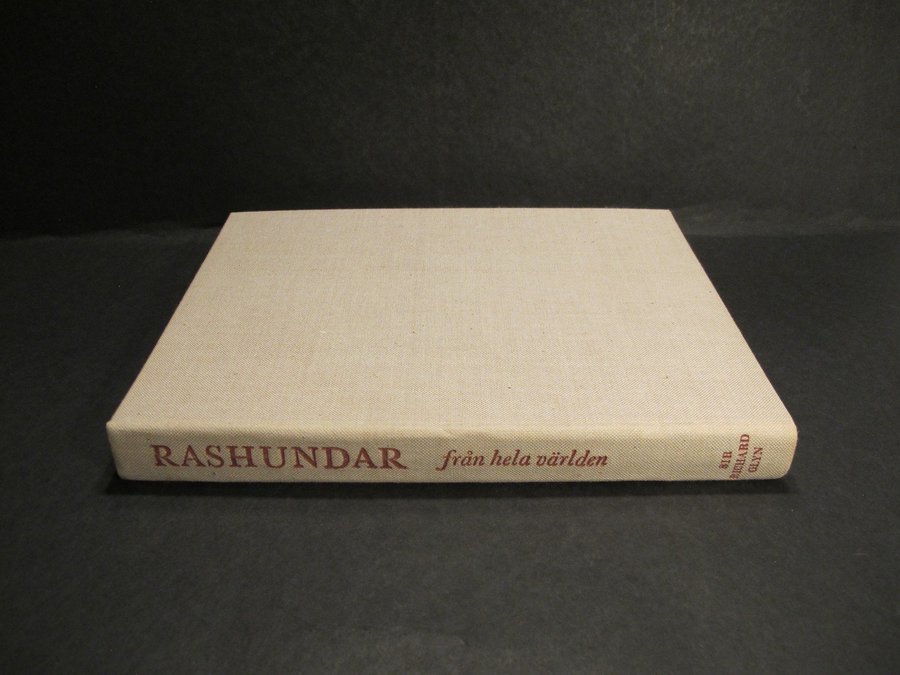 RASHUNDAR från hela världen
SIR
RICHARD
GLYN